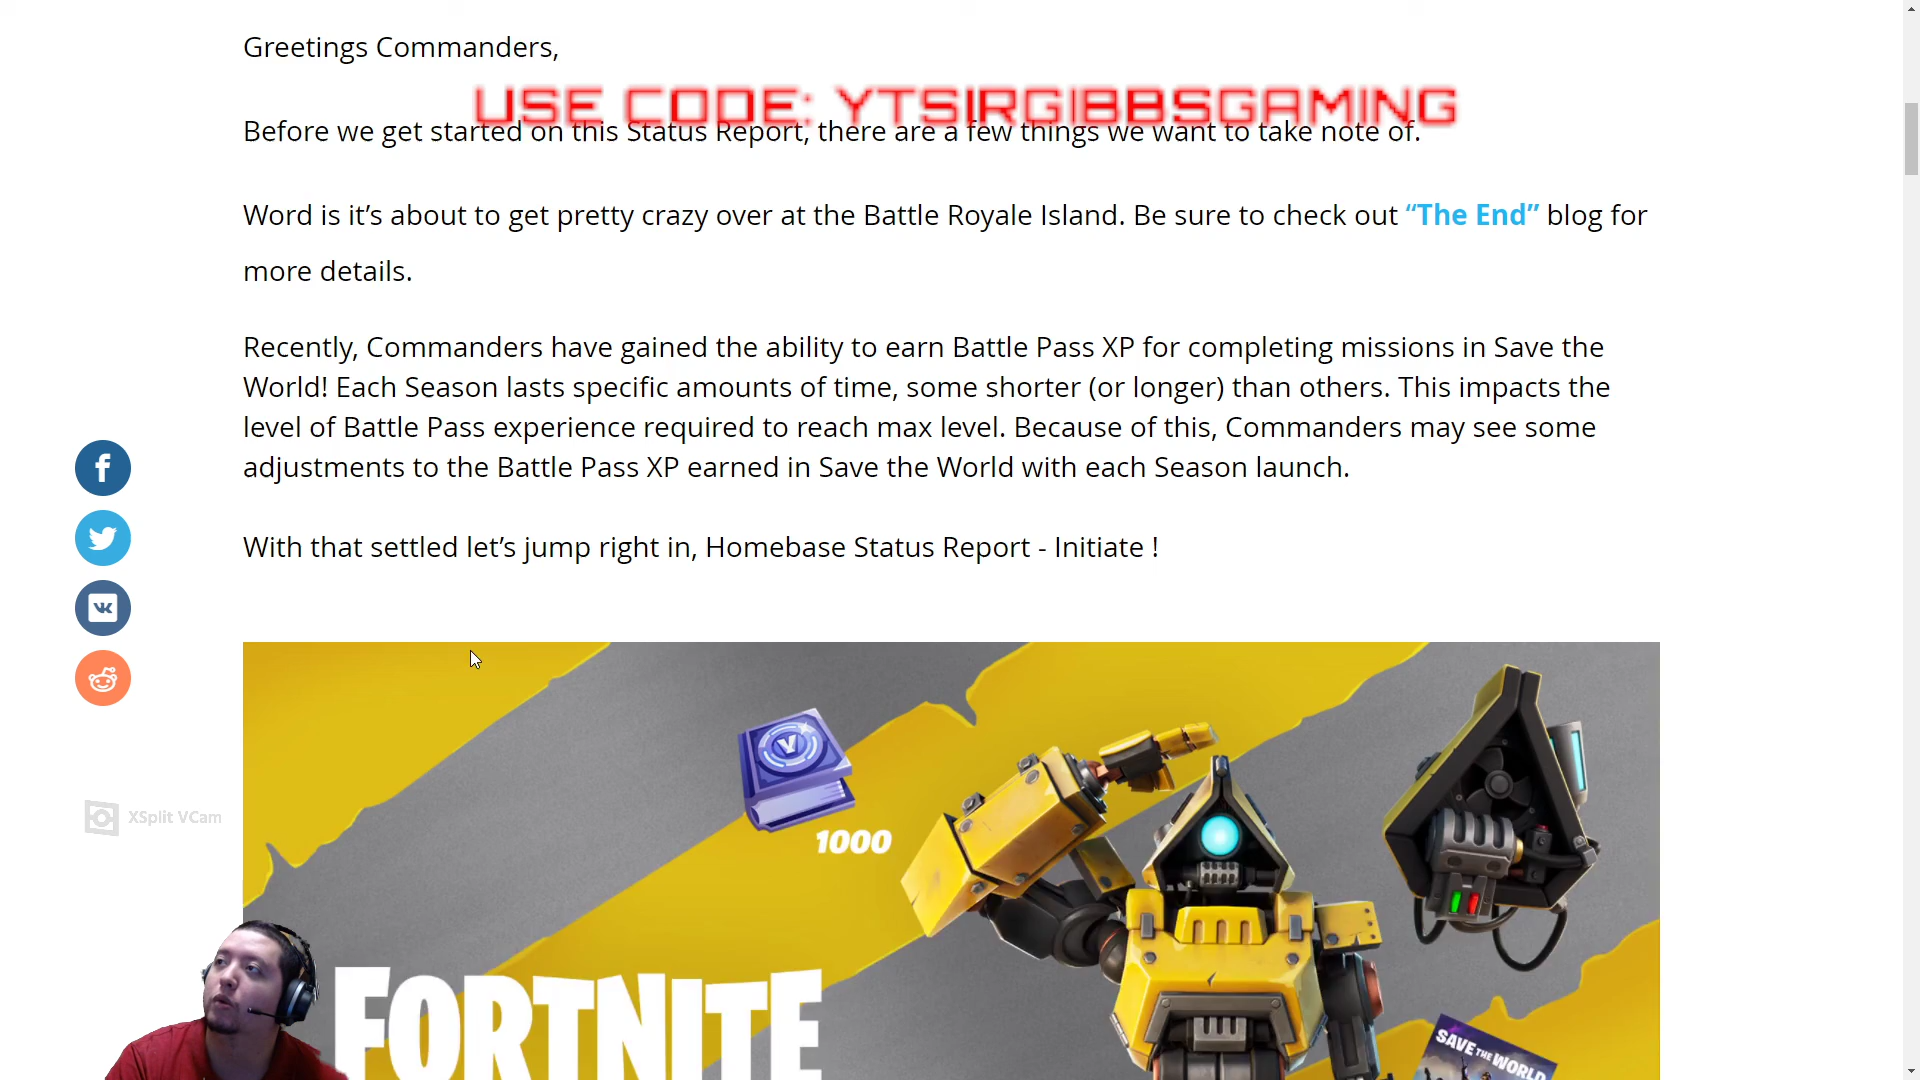 Greetings Commanders,
USE CODE: YTSIRGIBBSGAMING
Before we get started on this Status Report, there are a few things we want to take note of.
Word is it’s about to get pretty crazy over at the Battle Royale Island. Be sure to check out “The End” blog for
more details.
Recently, Commanders have gained the ability to earn Battle Pass XP for completing missions in Save the
World! Each Season lasts specific amounts of time, some shorter (or longer) than others. This impacts the
level of Battle Pass experience required to reach max level. Because of this, Commanders may see some
adjustments to the Battle Pass XP earned in Save the World with each Season launch.
With that settled let’s jump right in, Homebase Status Report - Initiate !
V
1000
XSplit VCam
FORTNITE
SAVE THE WORLD